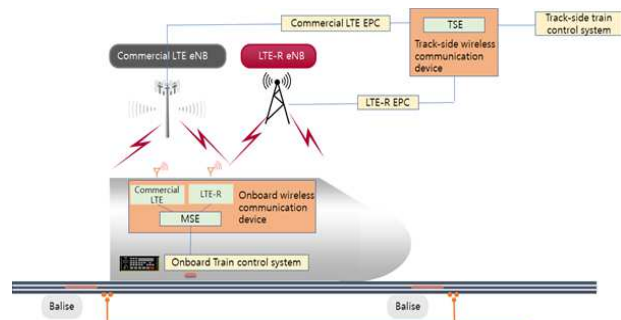 Commercial LTE EPC
TSE
Track-side wireless
communication
device
Track-side train
control system
Commercial LTE eNB
LTE-R eNB
LTE-R EPC
Commercial
LTE
LTE-R
MSE
Onboard wireless
communication
device
Onboard Train control system
Balise
Balise